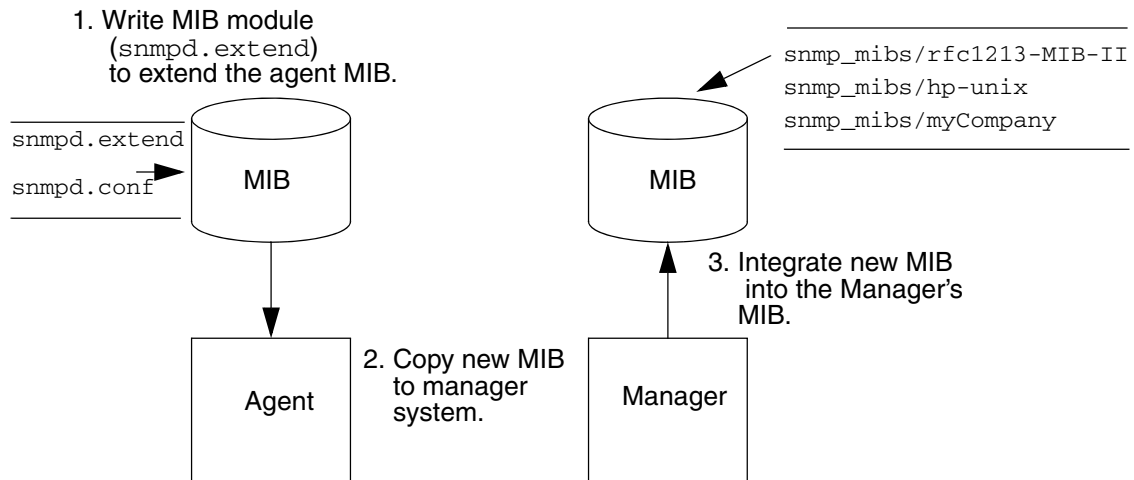 1. Write MIB module
(snmpd.extend)
to extend the agent MIB.
snmp_mibs/rfc1213-MIB-II
snmp_mibs/hp-unix
snmp_mibs/myCompany
snmpd.extend
snmpd.conf
MIB
MIB
3. Integrate new MIB
into the Manager's
MIB.
2. Copy new MIB
to manager
system.
Agent
Manager